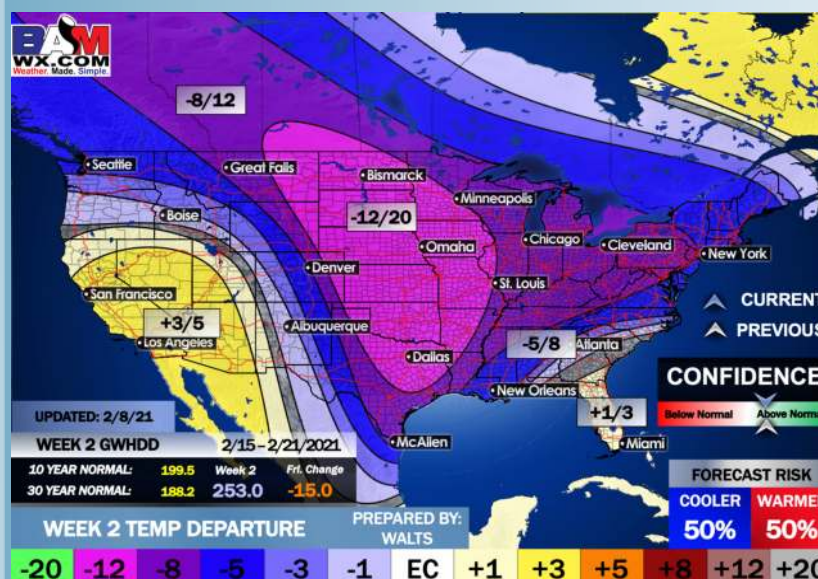 BAM
WX.COM
Weather. Made. Simple.
-8/12
Seattle
Great Falls
Bismarck
Minneapolis
Boise
-12/20
Omaha
Chicago
Cleveland
New York
Denver
St. Louis
San Francisco
+3/5
Los Angeles
Albuquerque
Dallas
-5/8
Atlanta
New Orleans
+1/3
McAllen
Miami
CURRENT
PREVIOUS
CONFIDENCE
Below Normal Above Norma
UPDATED: 2/8/21
WEEK 2 GWHDD 2/15-2/21/2021
10 YEAR NORMAL: 199.5 Week 2 Fri. Change
30 YEAR NORMAL: 188.2 253.0 -15.0
FORECAST RISK
COOLER WARMER
50% 50%
WEEK 2 TEMP DEPARTURE
PREPARED BY:
WALTS
-20 -12 -8 -5 -3 -1 EC +1 +3 +5 +8 +12 +20